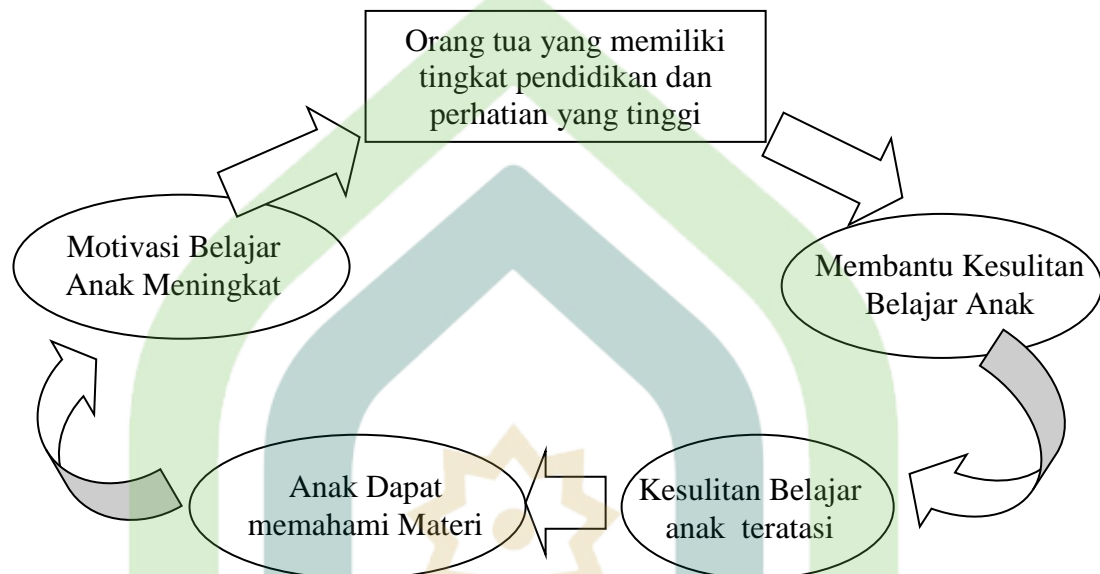 Orang tua yang memiliki
tingkat pendidikan dan
perhatian yang tinggi
Motivasi Belajar
Anak Meningkat
Membantu Kesulitan
Belajar Anak
Anak Dapat
memahami Materi
Kesulitan Belajar
anak teratasi